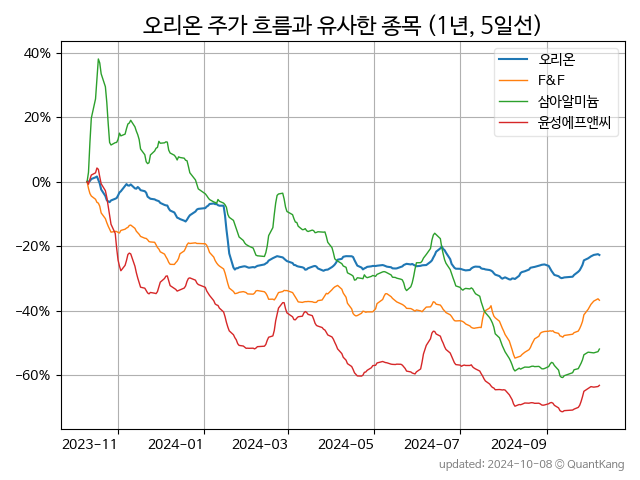 오리온 주가 흐름과 유사한 종목 (1년, 5일선)
오리온
F&F
삼아알미늄
윤성에프앤씨
40%
20%
0%
−20%
−40%
−60%
2023-11
2024-01
2024-03
2024-05
2024-07
2024-09
updated: 2024-10-08 © QuantKang